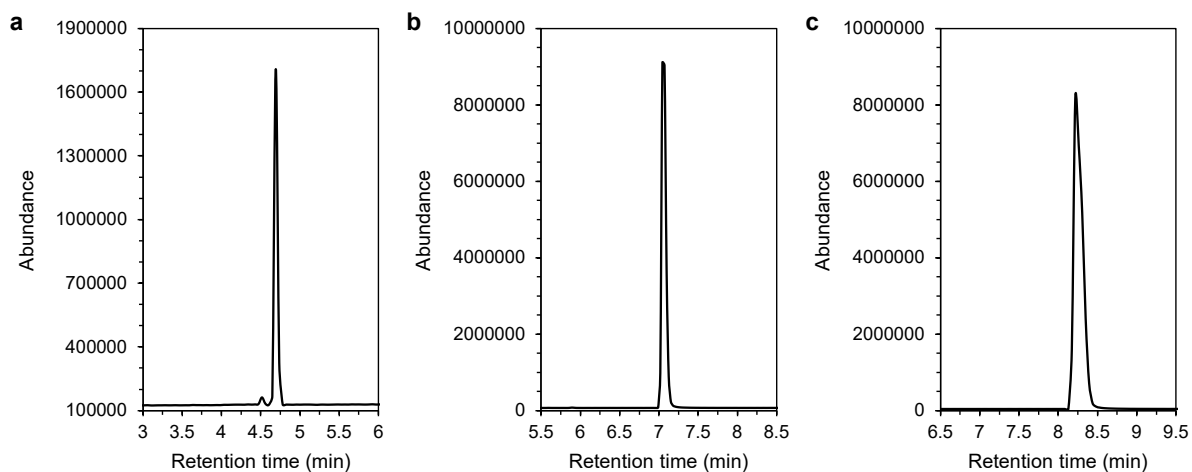 a
1900000
1600000
1300000
1000000
700000
400000
100000
Abundance
3 3.5 4 4.5 5 5.5 6
Retention time (min)
b
10000000
8000000
6000000
4000000
2000000
0
Abundance
5.5 6 6.5 7 7.5 8 8.5
Retention time (min)
c
10000000
8000000
6000000
4000000
2000000
0
Abundance
6.5 7 7.5 8 8.5 9 9.5
Retention time (min)